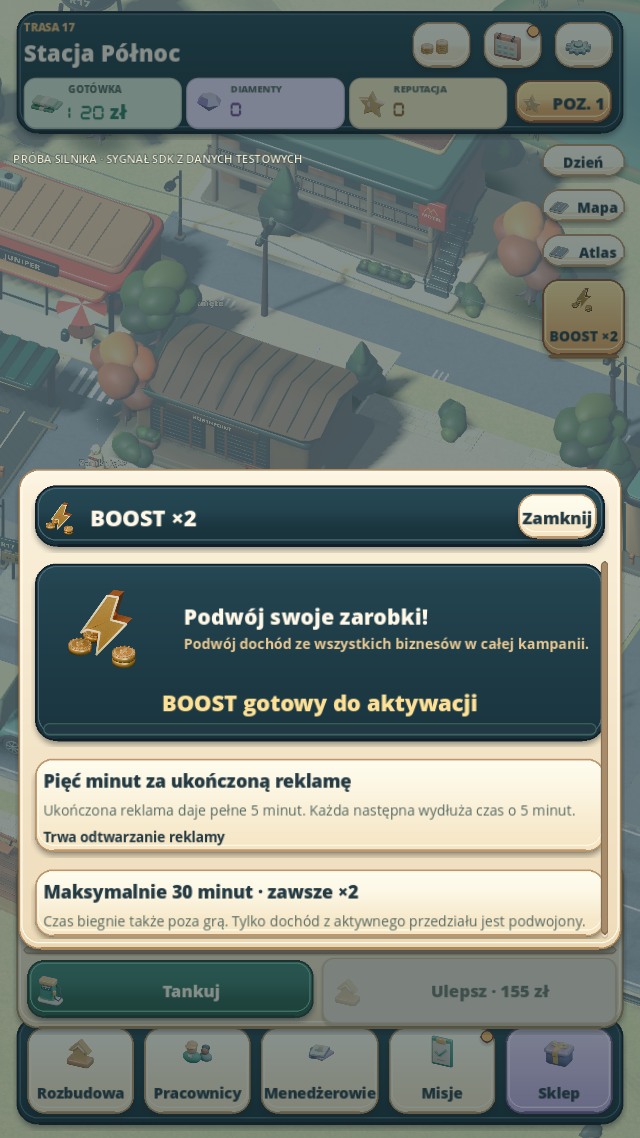 TRASA 17
Stacja Północ
GOTÓWKA
120 zł
DIAMENTY
0
REPUTACJA
0
POZ. 1
PRÓBA SILNIKA · SYGNAŁ SDK Z DANYCH TESTOWYCH
Dzień
Mapa
Atlas
BOOST ×2
JUNIPER
BOOST ×2
Zamknij
Podwój swoje zarobki!
Podwój dochód ze wszystkich biznesów w całej kampanii.
BOOST gotowy do aktywacji
Pięć minut za ukończoną reklamę
Ukończona reklama daje pełne 5 minut. Każda następna wydłuża czas o 5 minut.
Trwa odtwarzanie reklamy
Maksymalnie 30 minut · zawsze ×2
Czas biegnie także poza grą. Tylko dochód z aktywnego przedziału jest podwojony.
Tankuj
Ulepsz · 155 zł
Rozbudowa
Pracownicy
Menedżerowie
Misje
Sklep